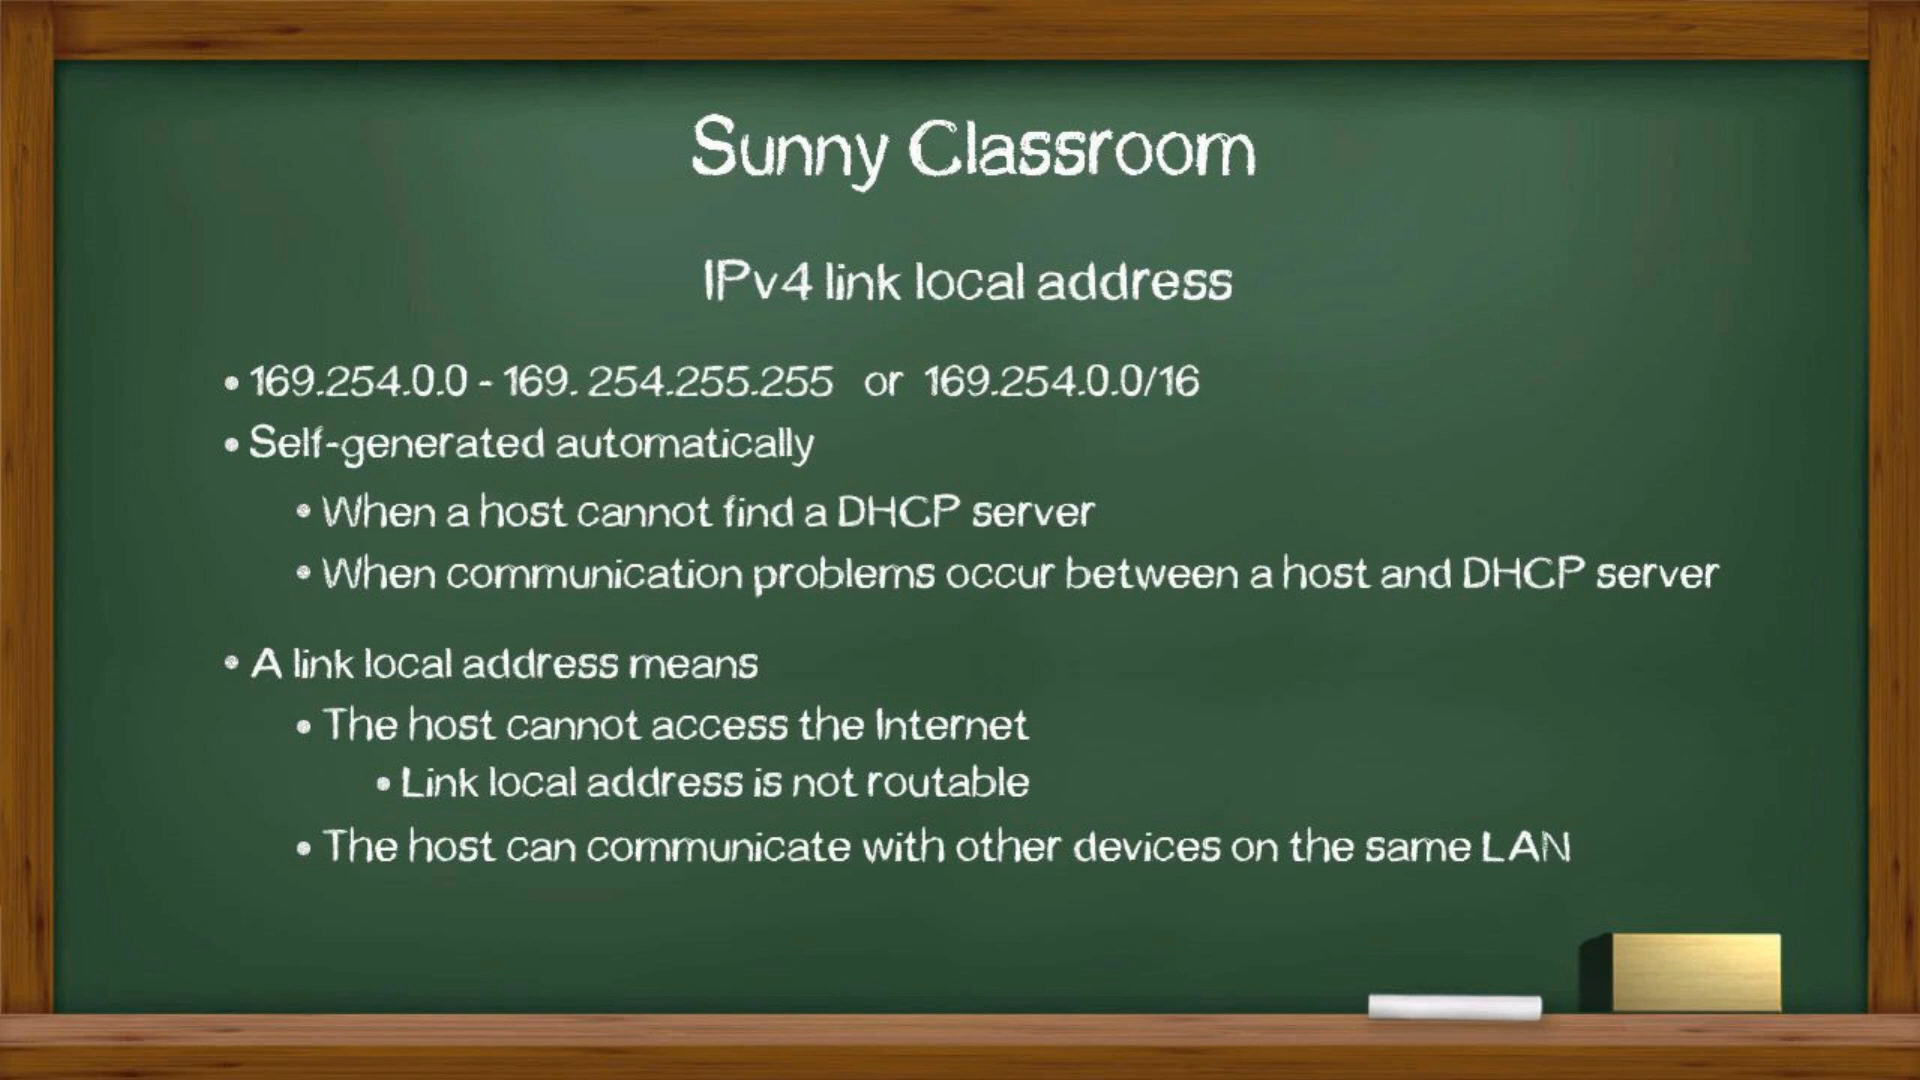 Sunny Classroom
IPv4 link local address
• 169.254.0.0 - 169. 254.255.255 or 169.254.0.0/16
• Self-generated automatically
• When a host cannot find a DHCP server
• When communication problems occur between a host and DHCP server
• A link local address means
• The host cannot access the Internet
• Link local address is not routable
• The host can communicate with other devices on the same LAN